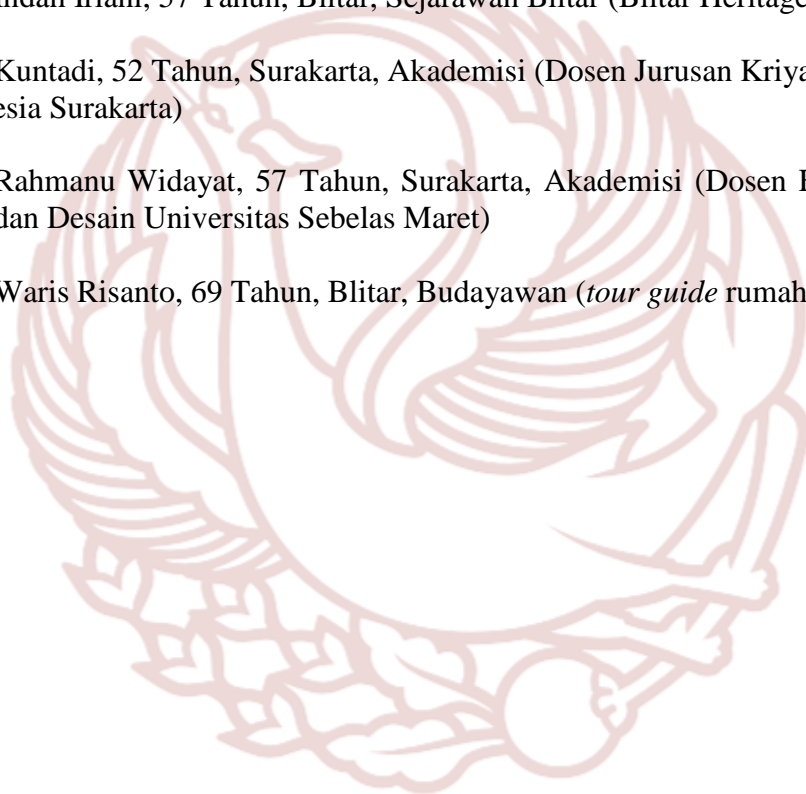 Iriani, 57 Tahun, Blitar, Sejarawan Blitar (Blitar Heritage
Kuntadi, 52 Tahun, Surakarta, Akademisi (Dosen Jurusan Kriya
esia Surakarta)
Rahmanu Widayat, 57 Tahun, Surakarta, Akademisi (Dosen
dan Desain Universitas Sebelas Maret)
Waris Risanto, 69 Tahun, Blitar, Budayawan (tour guide rumah